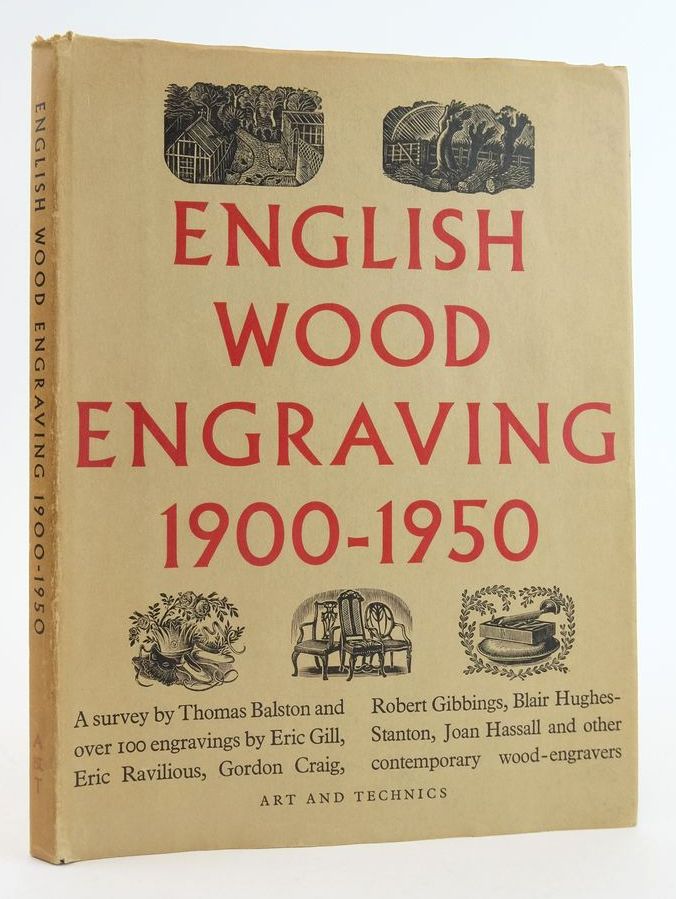 ENGLISH WOOD ENGRAVING 1900-1950
A & T
ENGLISH
WOOD
ENGRAVING
1900-1950
A survey by Thomas Balston and
over 100 engravings by Eric Gill,
Eric Ravilious, Gordon Craig,
Robert Gibbings, Blair Hughes-
Stanton, Joan Hassall and other
contemporary wood-engravers
ART AND TECHNICS